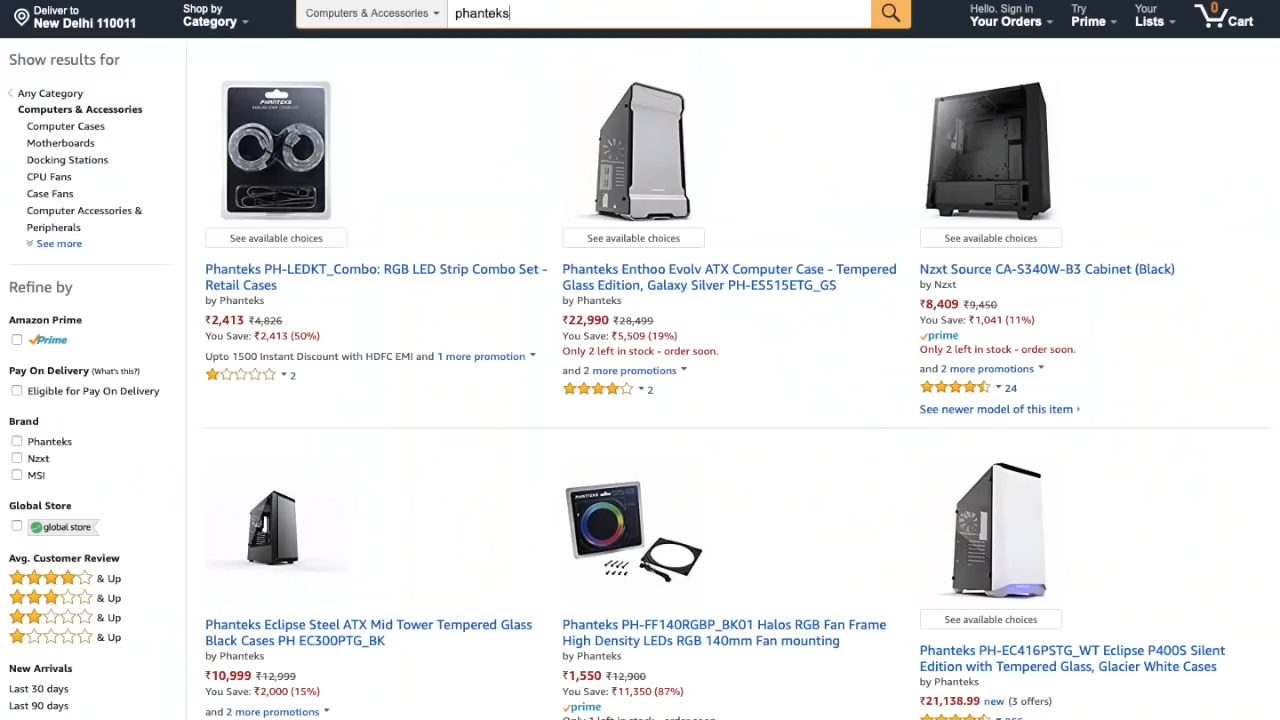 Deliver to
New Delhi 110011
Shop by
Category
Computers & Accessories
phanteks
Hello. Sign in
Your Orders
Try
Prime
Your
Lists
0
Cart
Show results for
Any Category
Computers & Accessories
Computer Cases
Motherboards
Docking Stations
CPU Fans
Case Fans
Computer Accessories &
Peripherals
See more
Refine by
Amazon Prime
Prime
Pay On Delivery (What's this?)
Eligible for Pay On Delivery
Brand
Phanteks
Nzxt
MSI
Global Store
global store
Avg. Customer Review
& Up
& Up
& Up
& Up
New Arrivals
Last 30 days
Last 90 days
PHANTEKS
See available choices
Phanteks PH-LEDKT_Combo: RGB LED Strip Combo Set -
Retail Cases
by Phanteks
₹2,413 ₹4,826
You Save: ₹2,413 (50%)
Upto 1500 Instant Discount with HDFC EMI and 1 more promotion
2
See available choices
Phanteks Enthoo Evolv ATX Computer Case - Tempered
Glass Edition, Galaxy Silver PH-ES515ETG_GS
by Phanteks
₹22,990 ₹28,499
You Save: ₹5,509 (19%)
Only 2 left in stock - order soon.
and 2 more promotions
2
See available choices
Nzxt Source CA-S340W-B3 Cabinet (Black)
by Nzxt
₹8,409 ₹9,450
You Save: ₹1,041 (11%)
prime
Only 2 left in stock - order soon.
and 2 more promotions
24
See newer model of this item
Phanteks Eclipse Steel ATX Mid Tower Tempered Glass
Black Cases PH EC300PTG_BK
by Phanteks
₹10,999 ₹12,999
You Save: ₹2,000 (15%)
and 2 more promotions
PHANTEKS
Phanteks PH-FF140RGBP_BK01 Halos RGB Fan Frame
High Density LEDs RGB 140mm Fan mounting
by Phanteks
₹1,550 ₹12,900
You Save: ₹11,350 (87%)
prime
Only 1 left in stock - order soon.
See available choices
Phanteks PH-EC416PSTG_WT Eclipse P400S Silent
Edition with Tempered Glass, Glacier White Cases
by Phanteks
₹21,138.99 new (3 offers)